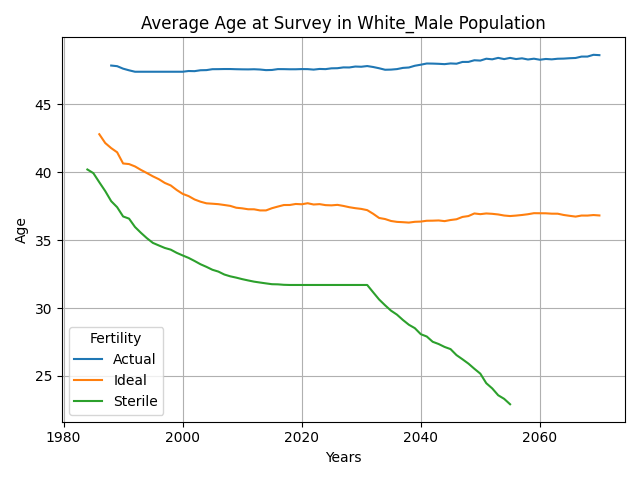 Average Age at Survey in White_Male Population
Age
45
40
35
30
25
Fertility
Actual
Ideal
Sterile
1980
2000
2020
2040
2060
Years